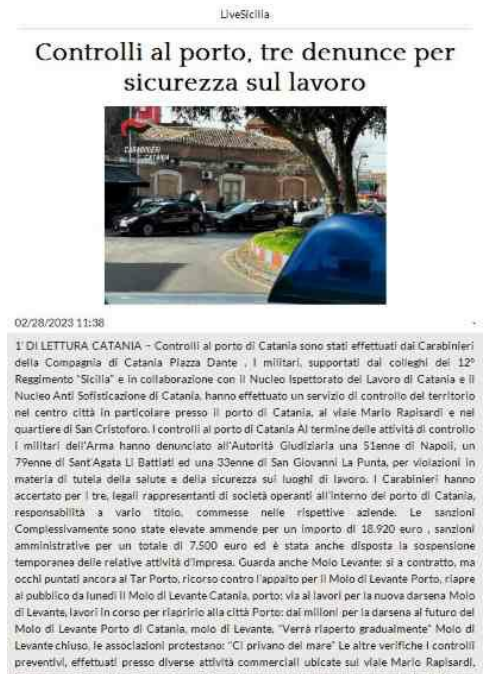 LiveSicilia
Controlli al porto, tre denunce per
sicurezza sul lavoro
CARABINIERI
CATANIA
02/28/2023 11:38
-
1' DI LETTURA CATANIA – Controlli al porto di Catania sono stati effettuati dai Carabinieri
della Compagnia di Catania Piazza Dante . I militari, supportati dai colleghi del 12°
Reggimento "Sicilia" e in collaborazione con il Nucleo Ispettorato del Lavoro di Catania e il
Nucleo Anti Sofisticazione di Catania, hanno effettuato un servizio di controllo del territorio
nel centro città in particolare presso il porto di Catania, al viale Mario Rapisardi e nel
quartiere di San Cristoforo. I controlli al porto di Catania Al termine delle attività di controllo
i militari dell'Arma hanno denunciato all'Autorità Giudiziaria una 51enne di Napoli, un
79enne di Sant'Agata Li Battiati ed una 33enne di San Giovanni La Punta, per violazioni in
materia di tutela della salute e della sicurezza sui luoghi di lavoro. I Carabinieri hanno
accertato per i tre, legali rappresentanti di società operanti all'interno del porto di Catania,
responsabilità a vario titolo, commesse nelle rispettive aziende. Le sanzioni
Complessivamente sono state elevate ammende per un importo di 18.920 euro , sanzioni
amministrative per un totale di 7.500 euro ed è stata anche disposta la sospensione
temporanea delle relative attività d'impresa. Guarda anche Molo Levante: si a contratto, ma
occhi puntati ancora al Tar Porto, ricorso contro l'appalto per il Molo di Levante Porto, riapre
al pubblico da lunedì il Molo di Levante Catania, porto: via ai lavori per la nuova darsena Molo
di Levante, lavori in corso per riaprirlo alla città Porto: dai milioni per la darsena al futuro del
Molo di Levante Porto di Catania, molo di Levante, "Verrà riaperto gradualmente" Molo di
Levante chiuso, le associazioni protestano: "Ci privano del mare" Le altre verifiche I controlli
preventivi, effettuati presso diverse attività commerciali ubicate sul viale Mario Rapisardi,